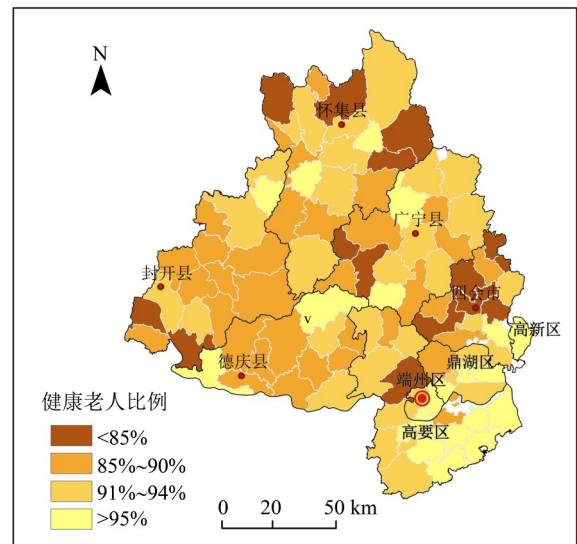 N
怀集县
广宁县
封开县
四会市
v
高新区
德庆县
鼎湖区
端州区
高要区
健康老人比例
<85%
85%~90%
91%~94%
>95%
0 20 50 km